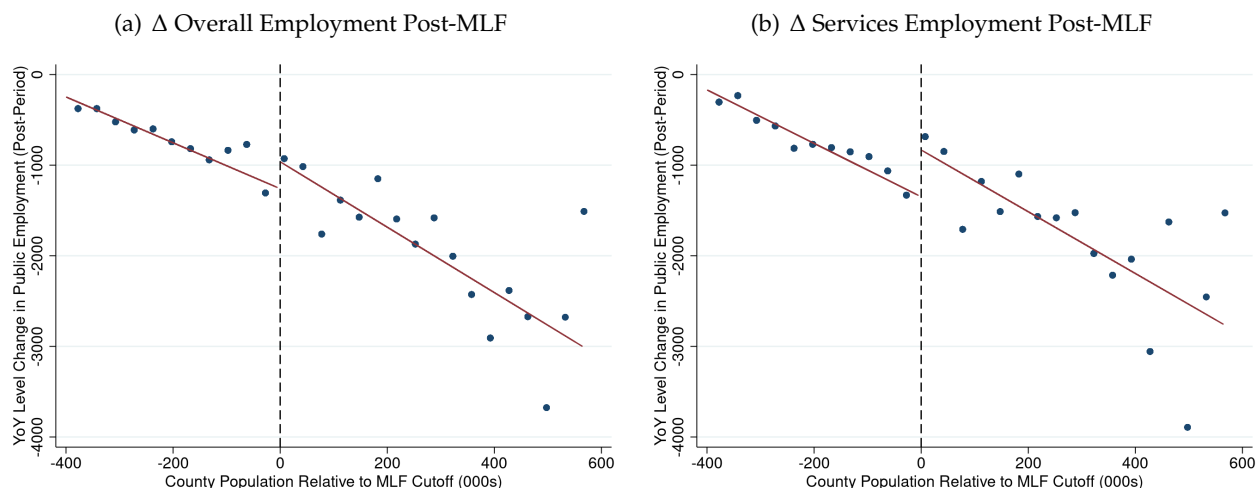 (a) Δ Overall Employment Post-MLF
YoY Level Change in Public Employment (Post-Period)
0
-1000
-2000
-3000
-4000
-400 -200 0 200 400 600
County Population Relative to MLF Cutoff (000s)
(b) Δ Services Employment Post-MLF
YoY Level Change in Public Employment (Post-Period)
0
-1000
-2000
-3000
-4000
-400 -200 0 200 400 600
County Population Relative to MLF Cutoff (000s)